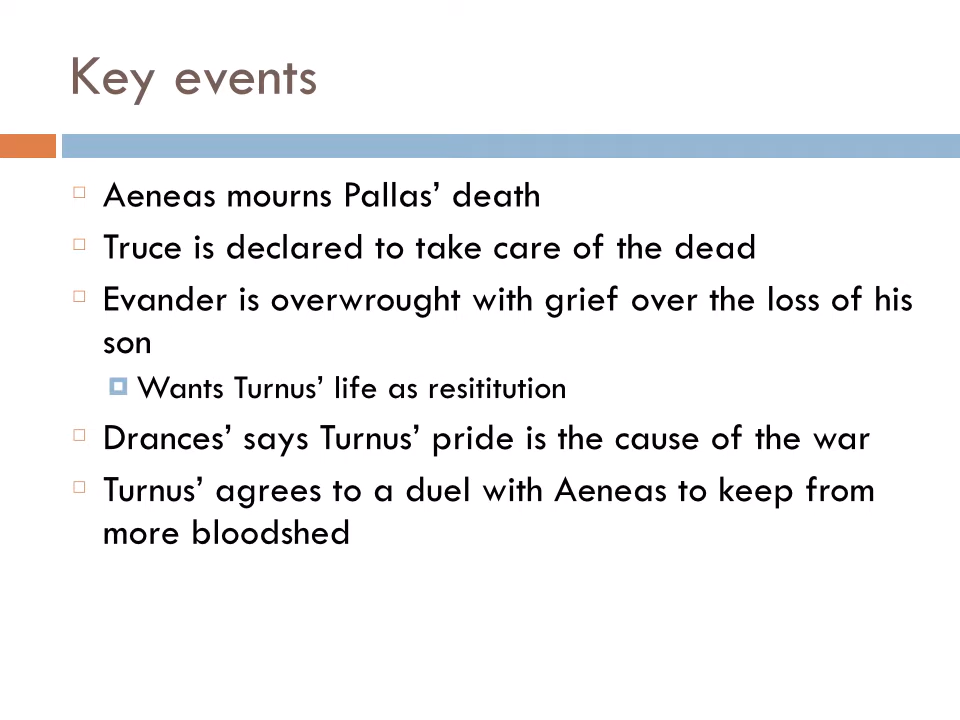 Key events
Aeneas mourns Pallas’ death
Truce is declared to take care of the dead
Evander is overwrought with grief over the loss of his
son
Wants Turnus’ life as resititution
Drances’ says Turnus’ pride is the cause of the war
Turnus’ agrees to a duel with Aeneas to keep from
more bloodshed